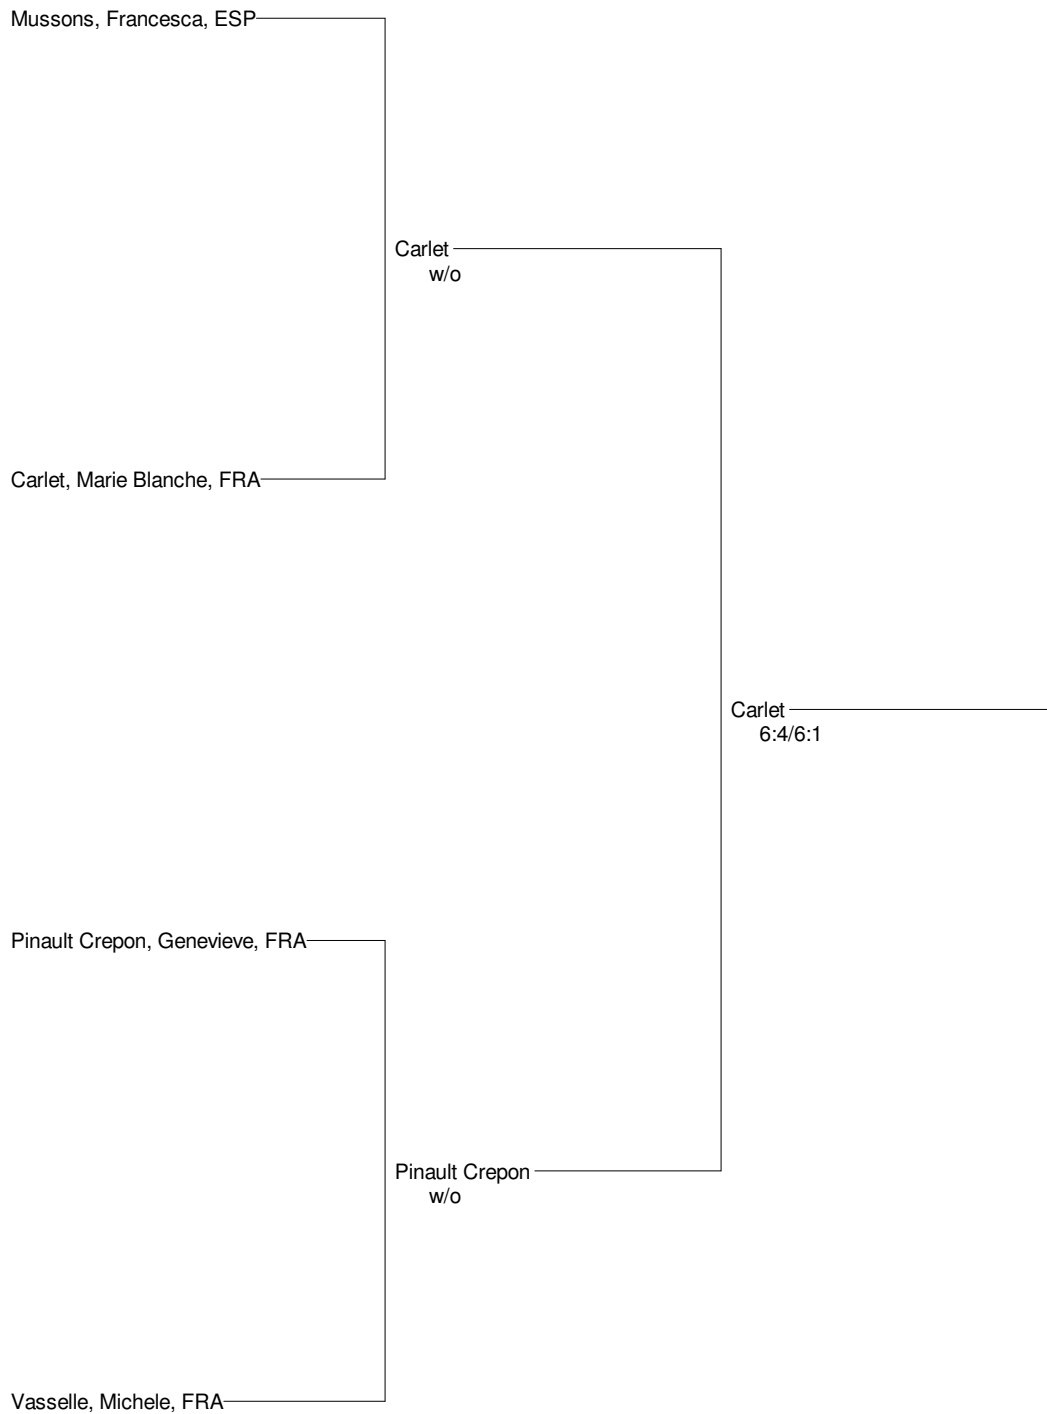 Mussons, Francesca, ESP
Carlet
w/o
Carlet, Marie Blanche, FRA
Carlet
6:4/6:1
Pinault Crepon, Genevieve, FRA
Pinault Crepon
w/o
Vasselle, Michele, FRA